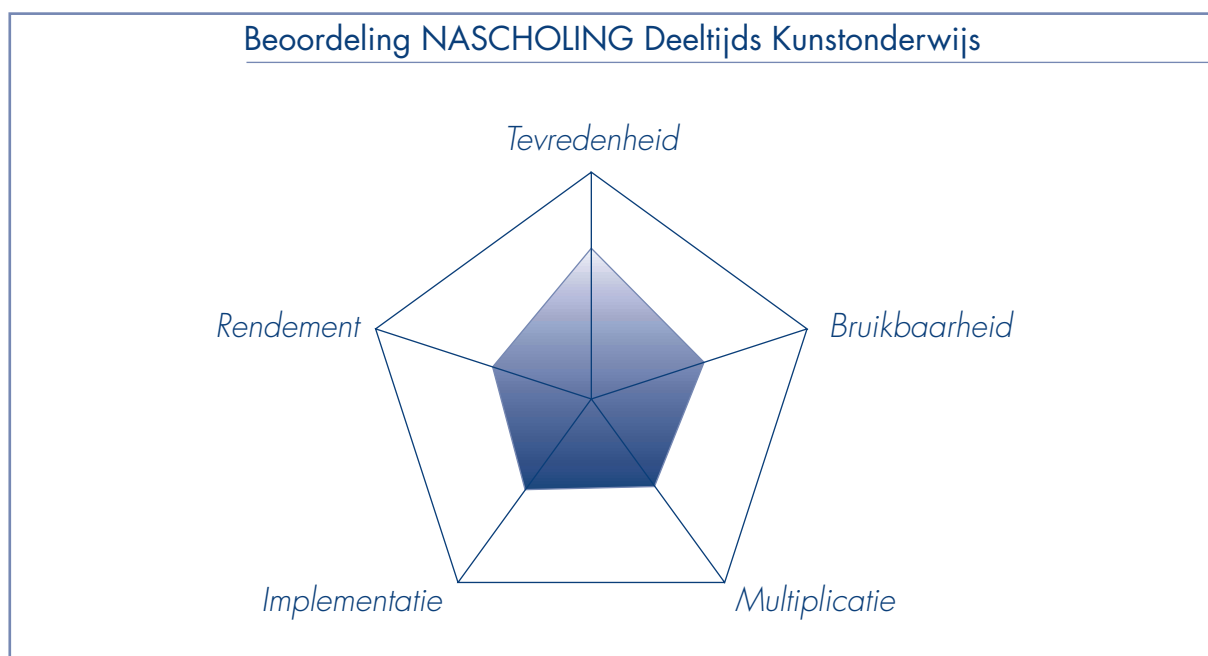 Beoordeling NASCHOLING Deeltijds Kunstonderwijs
Tevredenheid
Rendement
Bruikbaarheid
Implementatie
Multiplicatie